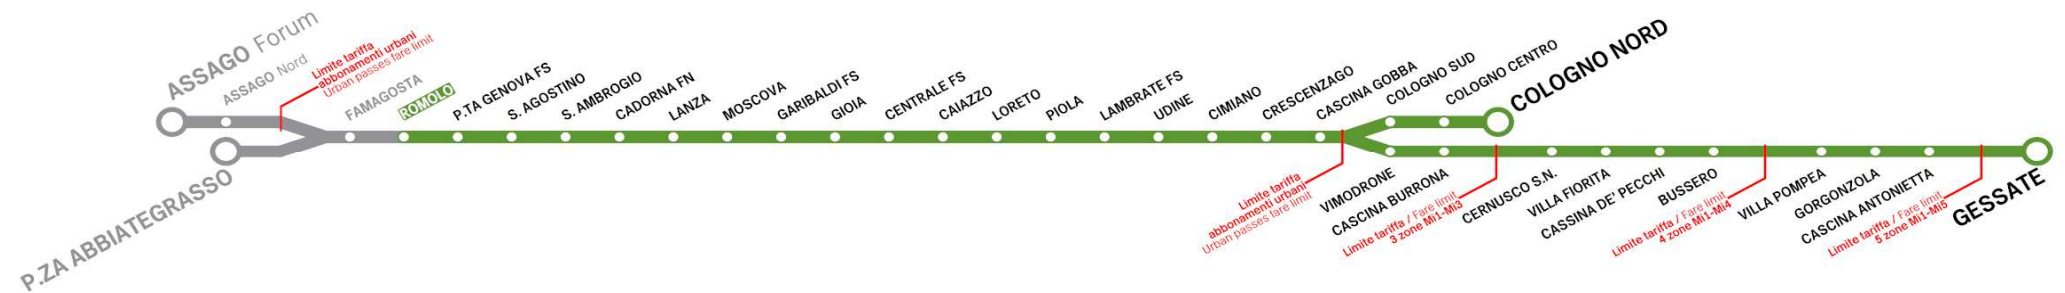 ASSAGO Forum
ASSAGO Nord
Limite tariffa
abbonamenti urbani
Urban passes fare limit
P.ZA ABBIATEGRASSO
FAMAGOSTA
ROMOLO
P.TA GENOVA FS
S. AGOSTINO
S. AMBROGIO
CADORNA FN
LANZA
MOSCOVA
GARIBALDI FS
GIOIA
CENTRALE FS
CAIAZZO
LORETO
PIOLA
LAMBRATE FS
UDINE
CIMIANO
CRESCENZAGO
CASCINA GOBBA
COLOGNO SUD
COLOGNO CENTRO
COLOGNO NORD
Limite tariffa
abbonamenti urbani
Urban passes fare limit
VIMODRONE
CASCINA BURRONA
Limite tariffa / Fare limit
3 zone Mi1-Mi3
CERNUSCO S.N.
VILLA FIORITA
CASSINA DE' PECCHI
BUSSERO
Limite tariffa / Fare limit
4 zone Mi1-Mi4
VILLA POMPEA
GORGONZOLA
CASCINA ANTONIETTA
Limite tariffa / Fare limit
5 zone Mi1-Mi5
GESSATE